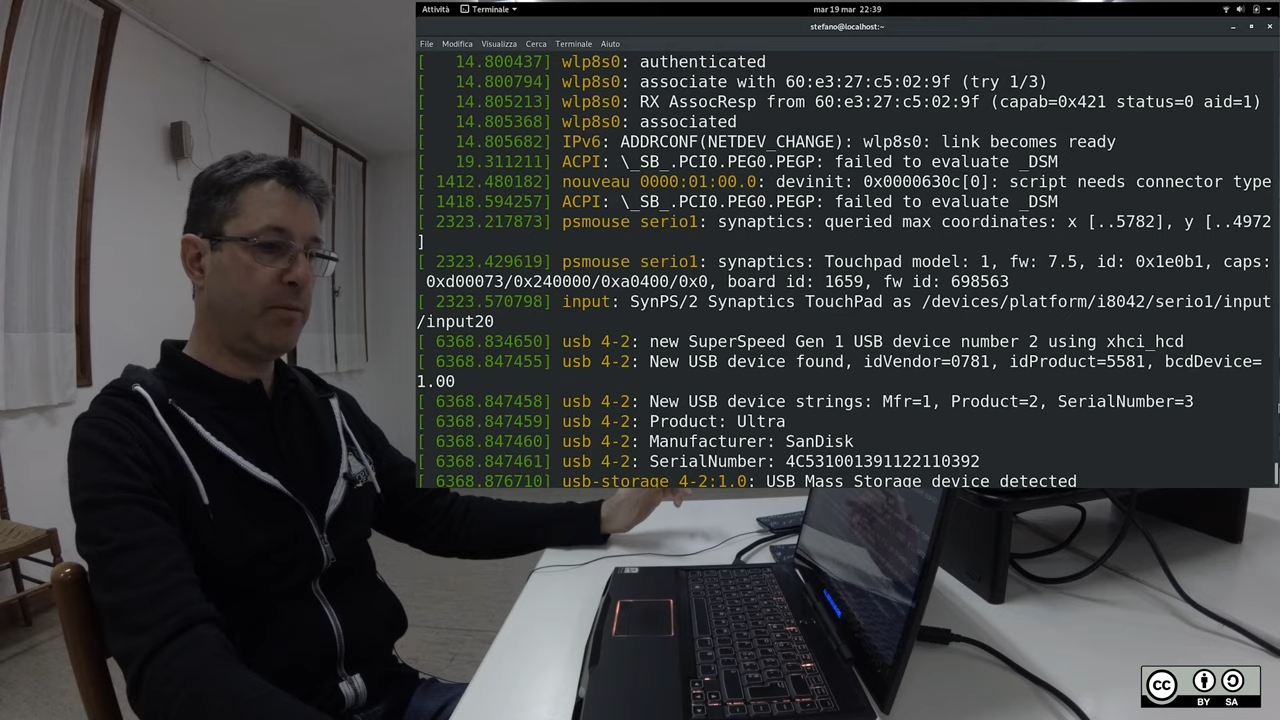 Attività Terminale mar 19 mar 22:39
stefano@localhost:~
File Modifica Visualizza Cerca Terminale Aiuto
[   14.800437] wlp8s0: authenticated
[   14.800794] wlp8s0: associate with 60:e3:27:c5:02:9f (try 1/3)
[   14.805213] wlp8s0: RX AssocResp from 60:e3:27:c5:02:9f (capab=0x421 status=0 aid=1)
[   14.805368] wlp8s0: associated
[   14.805682] IPv6: ADDRCONF(NETDEV_CHANGE): wlp8s0: link becomes ready
[   19.311211] ACPI: \_SB_.PCI0.PEG0.PEGP: failed to evaluate _DSM
[ 1412.480182] nouveau 0000:01:00.0: devinit: 0x0000630c[0]: script needs connector type
[ 1418.594257] ACPI: \_SB_.PCI0.PEG0.PEGP: failed to evaluate _DSM
[ 2323.217873] psmouse serio1: synaptics: queried max coordinates: x [..5782], y [..4972
]
[ 2323.429619] psmouse serio1: synaptics: Touchpad model: 1, fw: 7.5, id: 0x1e0b1, caps:
 0xd00073/0x240000/0xa0400/0x0, board id: 1659, fw id: 698563
[ 2323.570798] input: SynPS/2 Synaptics TouchPad as /devices/platform/i8042/serio1/input
/input20
[ 6368.834650] usb 4-2: new SuperSpeed Gen 1 USB device number 2 using xhci_hcd
[ 6368.847455] usb 4-2: New USB device found, idVendor=0781, idProduct=5581, bcdDevice=
1.00
[ 6368.847458] usb 4-2: New USB device strings: Mfr=1, Product=2, SerialNumber=3
[ 6368.847459] usb 4-2: Product: Ultra
[ 6368.847460] usb 4-2: Manufacturer: SanDisk
[ 6368.847461] usb 4-2: SerialNumber: 4C531001391122110392
[ 6368.876710] usb-storage 4-2:1.0: USB Mass Storage device detected
CC BY SA